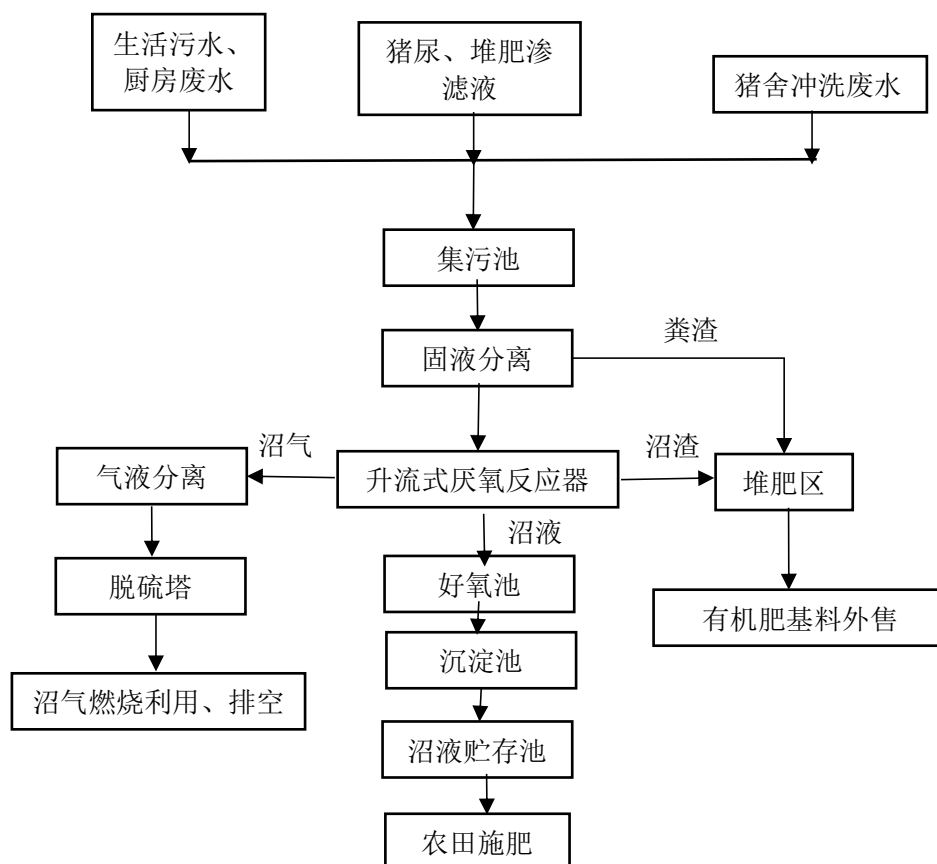 生活污水、
厨房废水
猪尿、堆肥渗
滤液
猪舍冲洗废水
集污池
固液分离
粪渣
沼气
气液分离
升流式厌氧反应器
沼渣
堆肥区
沼液
脱硫塔
好氧池
有机肥基料外售
沉淀池
沼气燃烧利用、排空
沼液贮存池
农田施肥